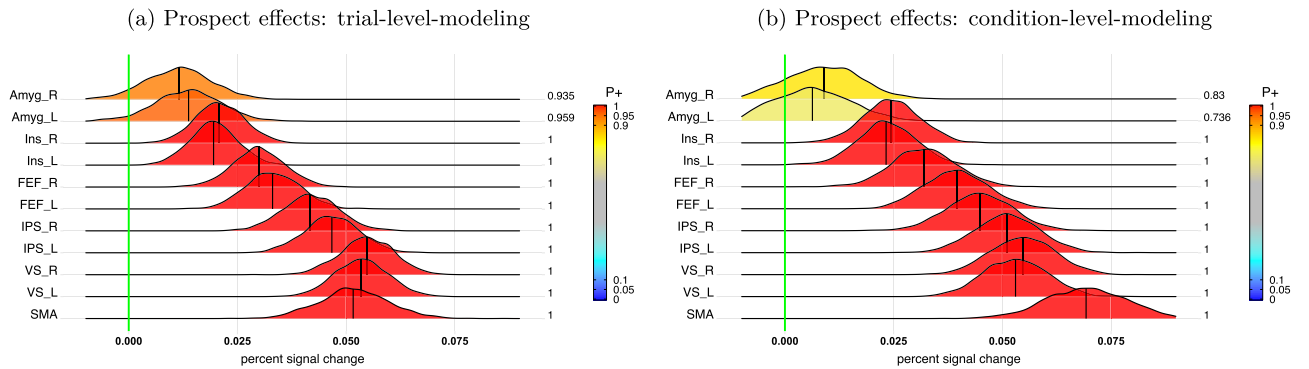 (a) Prospect effects: trial-level-modeling
P+
Amyg_R 0.935
Amyg_L 0.959
Ins_R 1
Ins_L 1
FEF_R 1
FEF_L 1
IPS_R 1
IPS_L 1
VS_R 1
VS_L 1
SMA 1
1
0.95
0.1
0.05
0
0.000 0.025 0.050 0.075
percent signal change
(b) Prospect effects: condition-level-modeling
P+
Amyg_R 0.83
Amyg_L 0.736
Ins_R 1
Ins_L 1
FEF_R 1
FEF_L 1
IPS_R 1
IPS_L 1
VS_R 1
VS_L 1
SMA 1
1
0.95
0.1
0.05
0
0.000 0.025 0.050 0.075
percent signal change